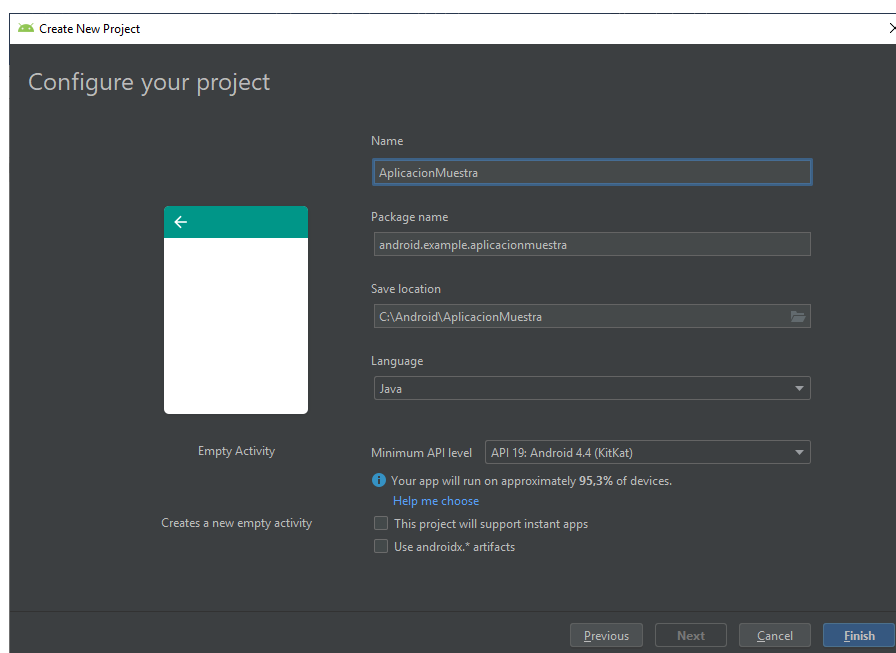 Create New Project
Configure your project
Name
AplicacionMuestra
Package name
android.example.aplicacionmuestra
Save location
C:\Android\AplicacionMuestra
Language
Java
Empty Activity
Minimum API level API 19: Android 4.4 (KitKat)
Your app will run on approximately 95,3% of devices.
Help me choose
Creates a new empty activity
This project will support instant apps
Use androidx.* artifacts
Previous Next Cancel Finish